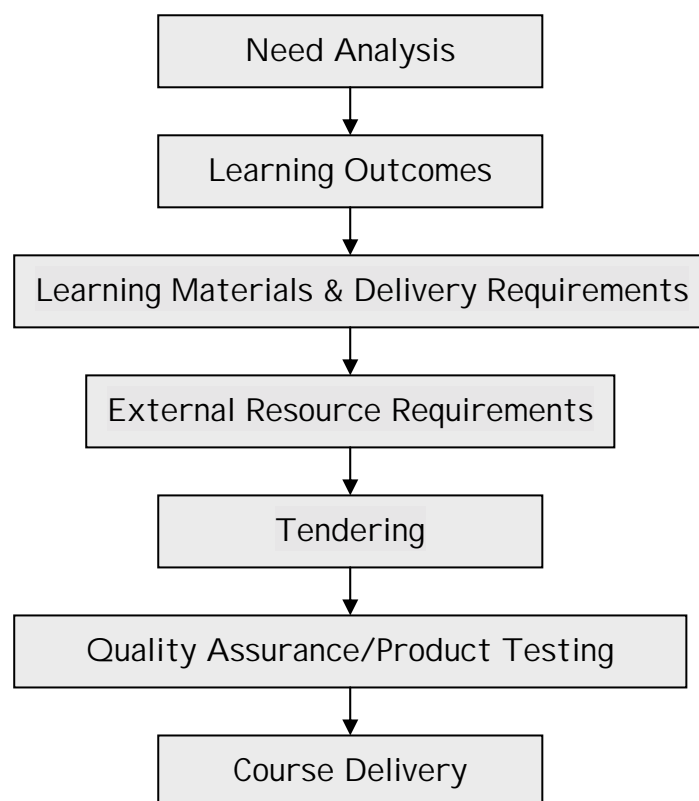 Need Analysis
Learning Outcomes
Learning Materials & Delivery Requirements
External Resource Requirements
Tendering
Quality Assurance/Product Testing
Course Delivery